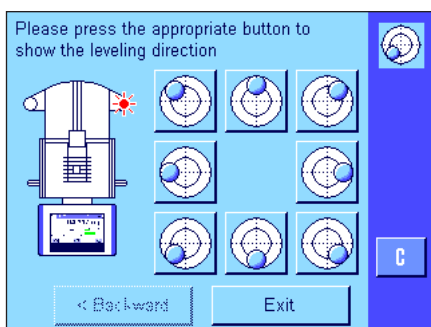 Please press the appropriate button to
show the leveling direction
C
< Backward
Exit